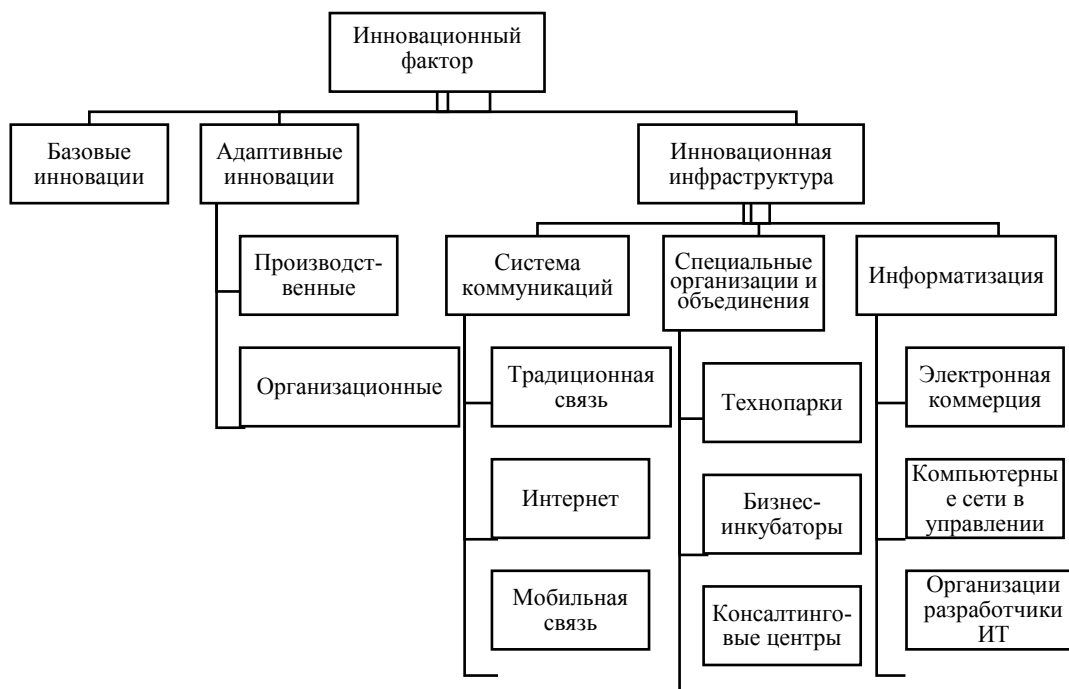 Инновационный
фактор
Базовые
инновации
Адаптивные
инновации
Инновационная
инфраструктура
Производст-
венные
Организационные
Система
коммуникаций
Специальные
организации и
объединения
Информатизация
Традиционная
связь
Интернет
Мобильная
связь
Технопарки
Бизнес-
инкубаторы
Консалтинго-
вые центры
Электронная
коммерция
Компьютерны
е сети в
управлении
Организации
разработчики
ИТ